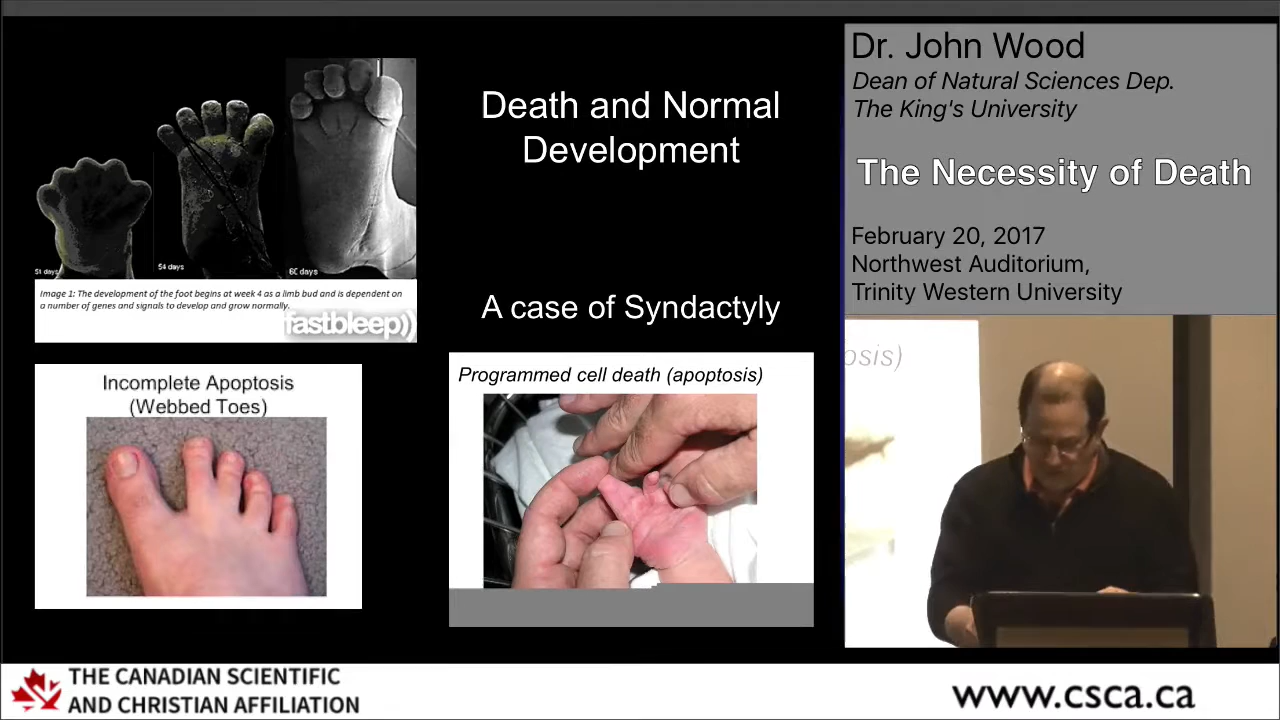 Death and Normal
Development
51 days
54 days
60 days
Image 1: The development of the foot begins at week 4 as a limb bud and is dependent on
a number of genes and signals to develop and grow normally.
fastbleep))
A case of Syndactyly
Incomplete Apoptosis
(Webbed Toes)
Programmed cell death (apoptosis)
Dr. John Wood
Dean of Natural Sciences Dep.
The King's University
The Necessity of Death
February 20, 2017
Northwest Auditorium,
Trinity Western University
osis)
THE CANADIAN SCIENTIFIC
AND CHRISTIAN AFFILIATION
www.csca.ca